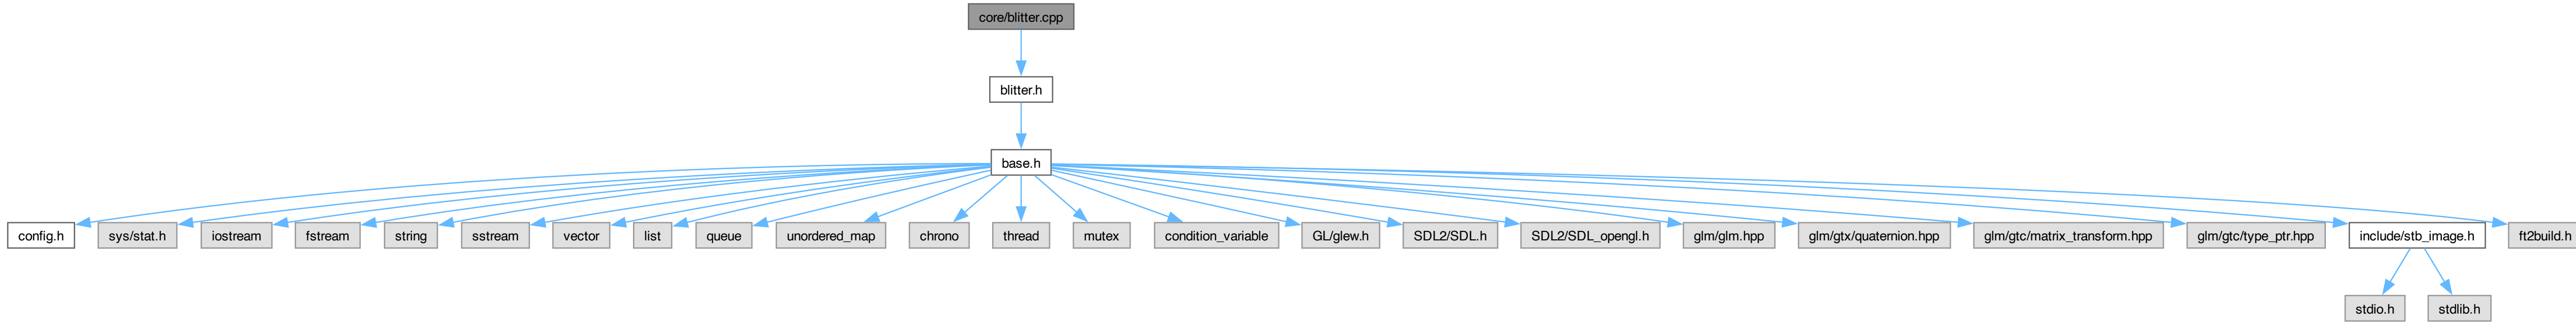 core/blitter.cpp
blitter.h
base.h
config.h
sys/stat.h
iostream
fstream
string
sstream
vector
list
queue
unordered_map
chrono
thread
mutex
condition_variable
GL/glew.h
SDL2/SDL.h
SDL2/SDL_opengl.h
glm/glm.hpp
glm/gtx/quaternion.hpp
glm/gtc/matrix_transform.hpp
glm/gtc/type_ptr.hpp
include/stb_image.h
ft2build.h
stdio.h
stdlib.h